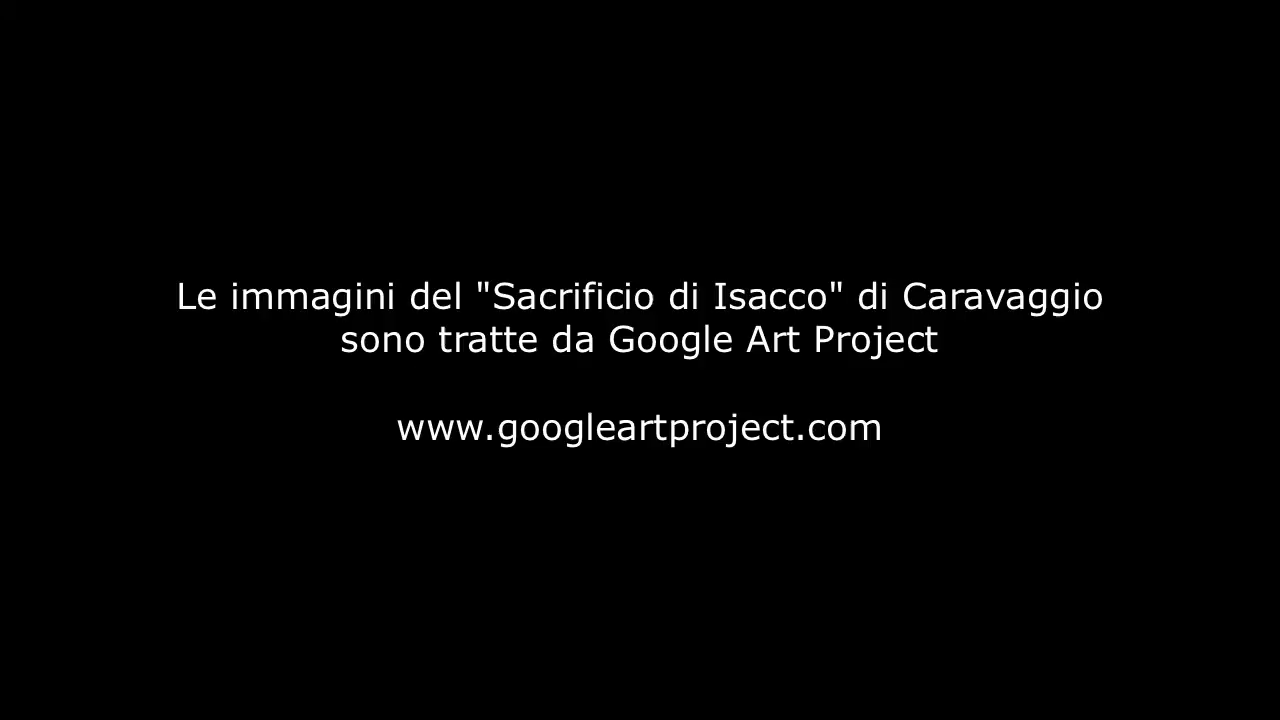 Le immagini del "Sacrificio di Isacco" di Caravaggio
sono tratte da Google Art Project
www.googleartproject.com